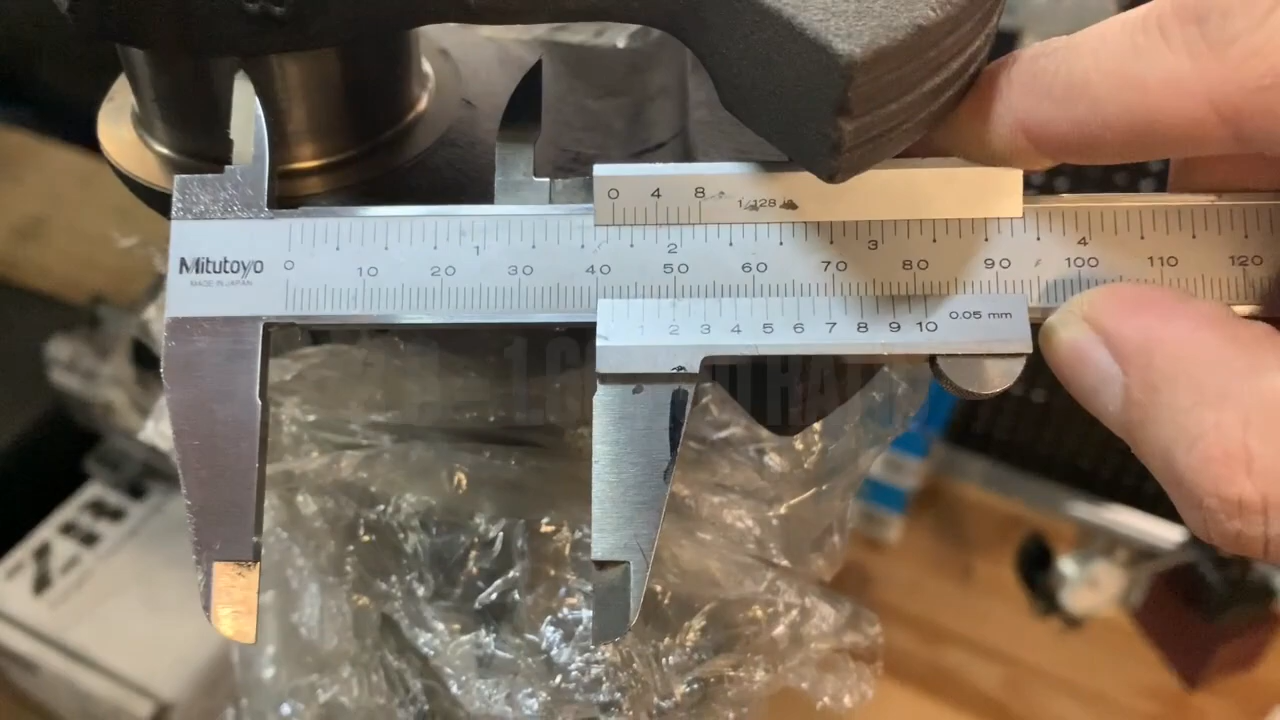 0 4 8 1/128 in
1 2 3 4
Mitutoyo 0 10 20 30 40 50 60 70 80 90 100 110 120
MADE IN JAPAN
1 2 3 4 5 6 7 8 9 10 0.05 mm
ZR